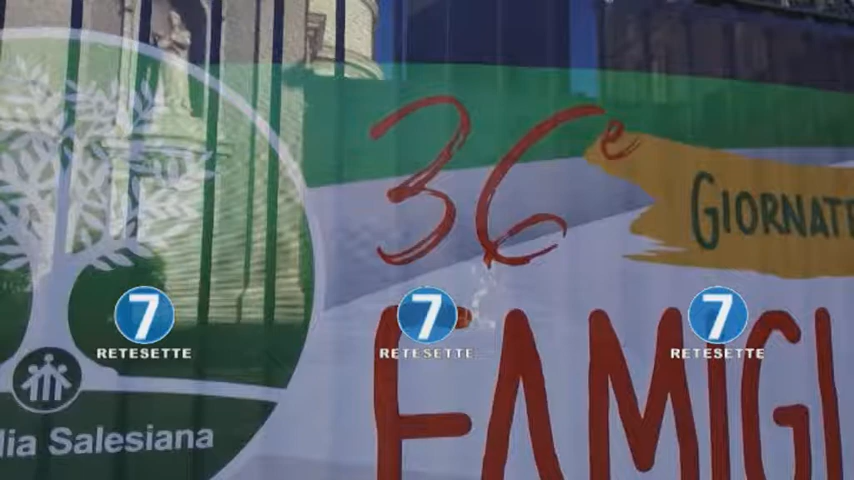 36e
GIORNATE
FAMIGL
lia Salesiana
7 7 7
RETESETTE RETESETTE RETESETTE